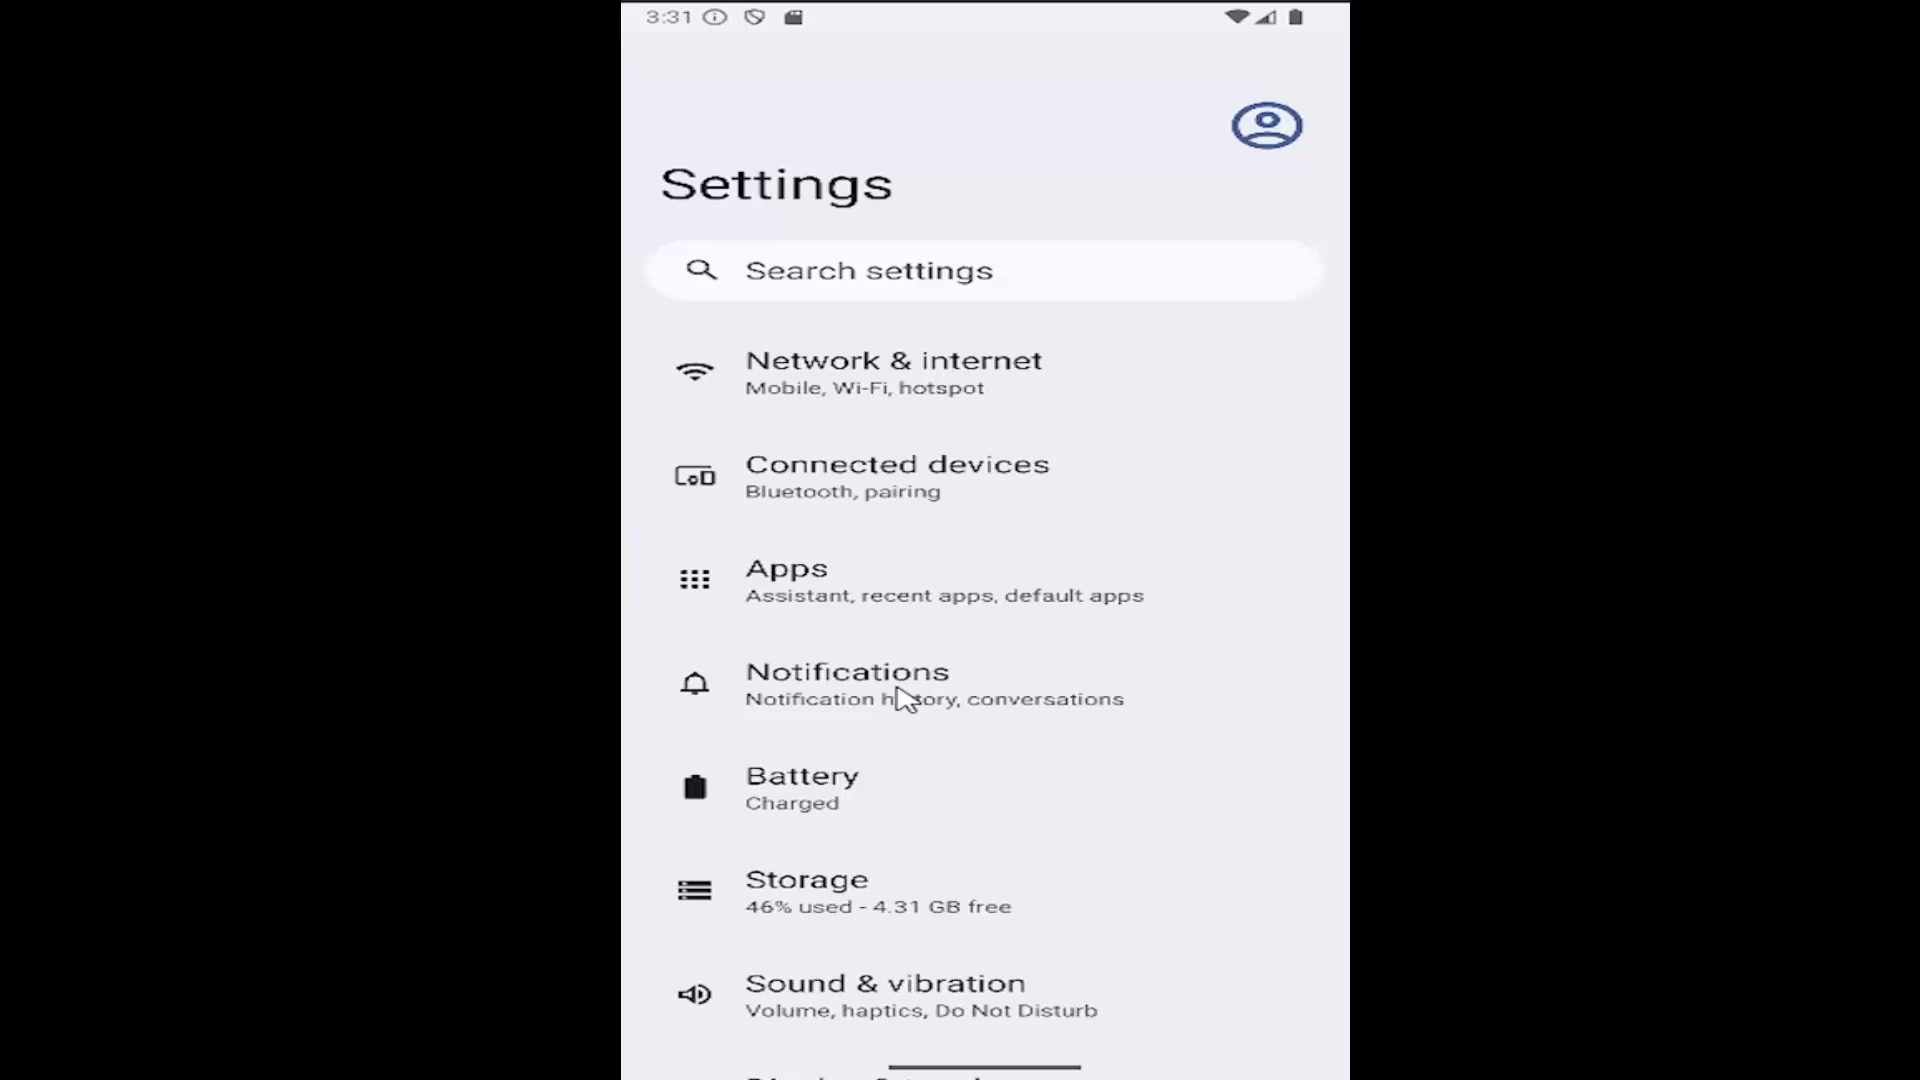 3:31
Settings
Search settings
Network & internet
Mobile, Wi-Fi, hotspot
Connected devices
Bluetooth, pairing
Apps
Assistant, recent apps, default apps
Notifications
Notification history, conversations
Battery
Charged
Storage
46% used - 4.31 GB free
Sound & vibration
Volume, haptics, Do Not Disturb